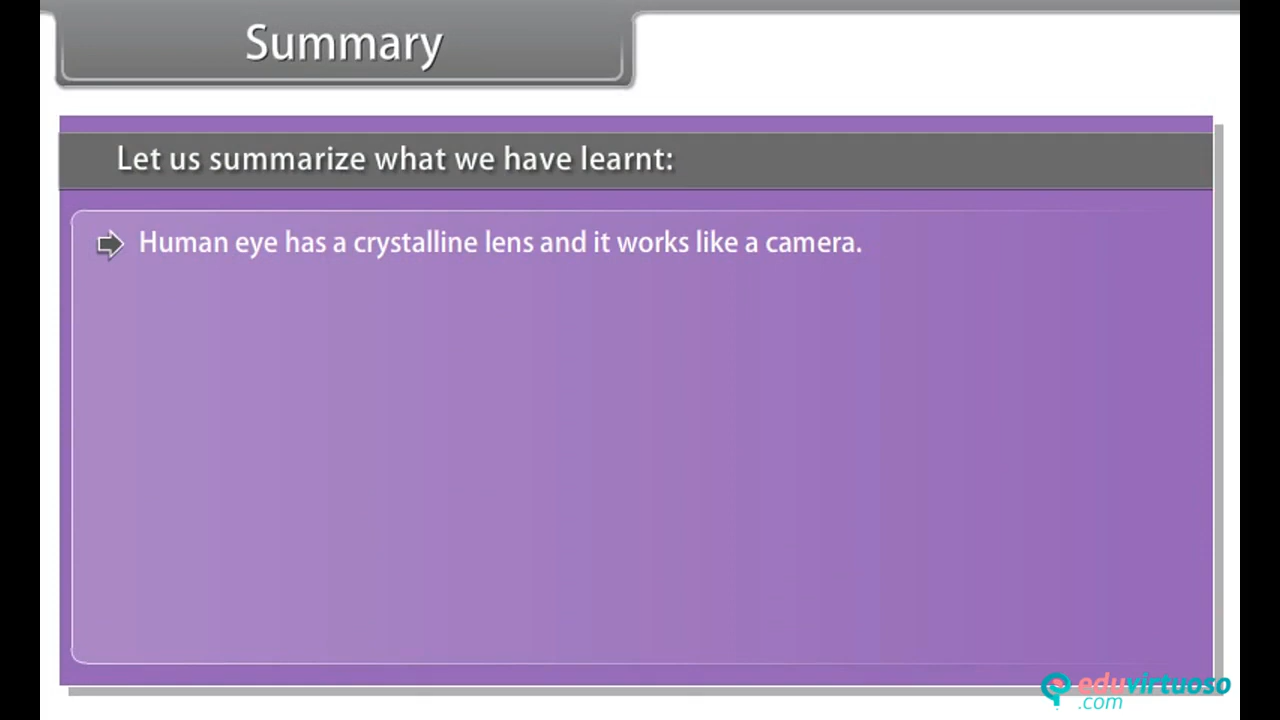 Summary
Let us summarize what we have learnt:
Human eye has a crystalline lens and it works like a camera.
eduvirtuoso
.com